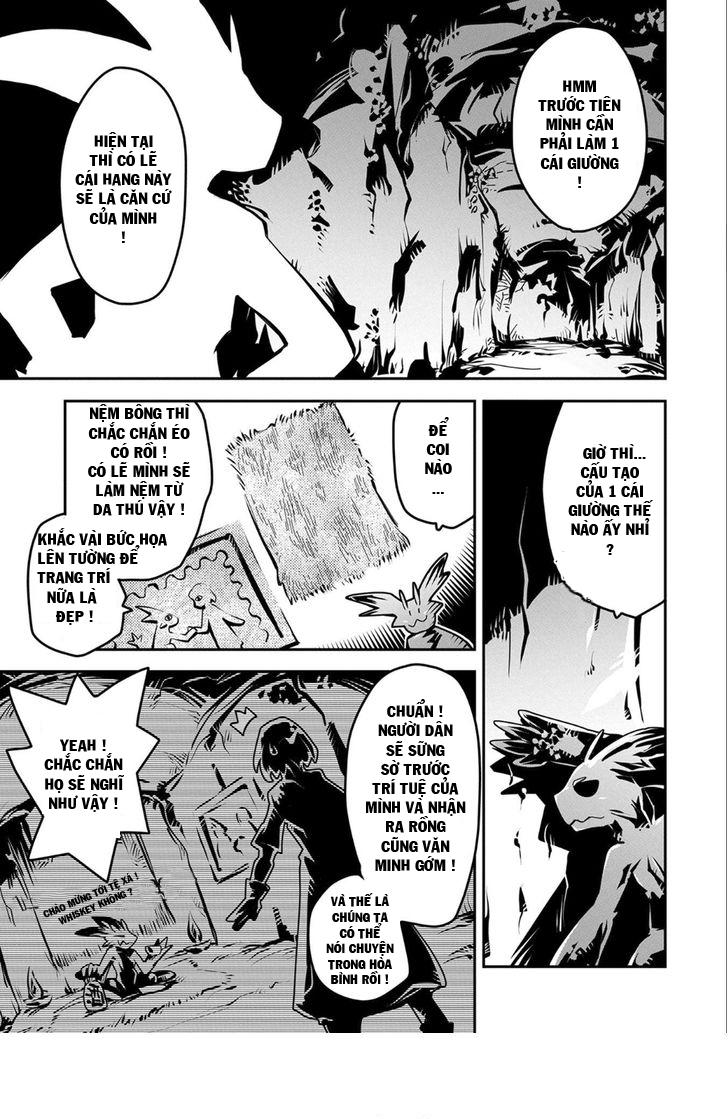 HMM
TRƯỚC TIÊN
MÌNH CẦN
PHẢI LÀM 1
CÁI GIƯỜNG
!
HIỆN TẠI
THÌ CÓ LẼ
CÁI HANG NÀY
SẼ LÀ CĂN CỨ
CỦA MÌNH
!
GIỜ THÌ...
CẤU TẠO
CỦA 1 CÁI
GIƯỜNG THẾ
NÀO ẤY NHỈ
?
ĐỂ
COI
NÀO
...
NỆM BÔNG THÌ
CHẮC CHẮN ÉO
CÓ RỒI !
CÓ LẼ MÌNH SẼ
LÀM NỆM TỪ
DA THÚ VẬY !
KHẮC VÀI BỨC HỌA
LÊN TƯỜNG ĐỂ
TRANG TRÍ
NỮA LÀ
ĐẸP !
CHUẨN !
NGƯỜI DÂN
SẼ SỮNG
SỜ TRƯỚC
TRÍ TUỆ CỦA
MÌNH VÀ NHẬN
RA RỒNG
CŨNG VĂN
MINH GỚM !
VÀ THẾ LÀ
CHÚNG TA
CÓ THỂ
NÓI CHUYỆN
TRONG HÒA
BÌNH RỒI !
YEAH !
CHẮC CHẮN
HỌ SẼ NGHĨ
NHƯ VẬY !
CHÀO MỪNG TỚI TỆ XÁ !
WHISKEY KHÔNG ?